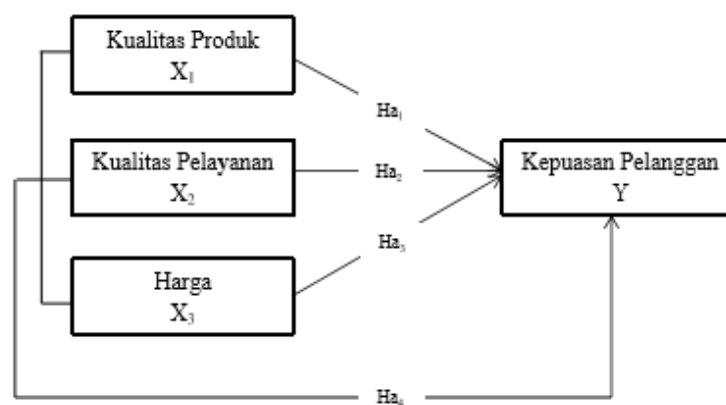 Kualitas Produk
X₁
Ha₁
Kualitas Pelayanan
X₂
Ha₂
Kepuasan Pelanggan
Y
Ha₃
Harga
X₃
Ha₄